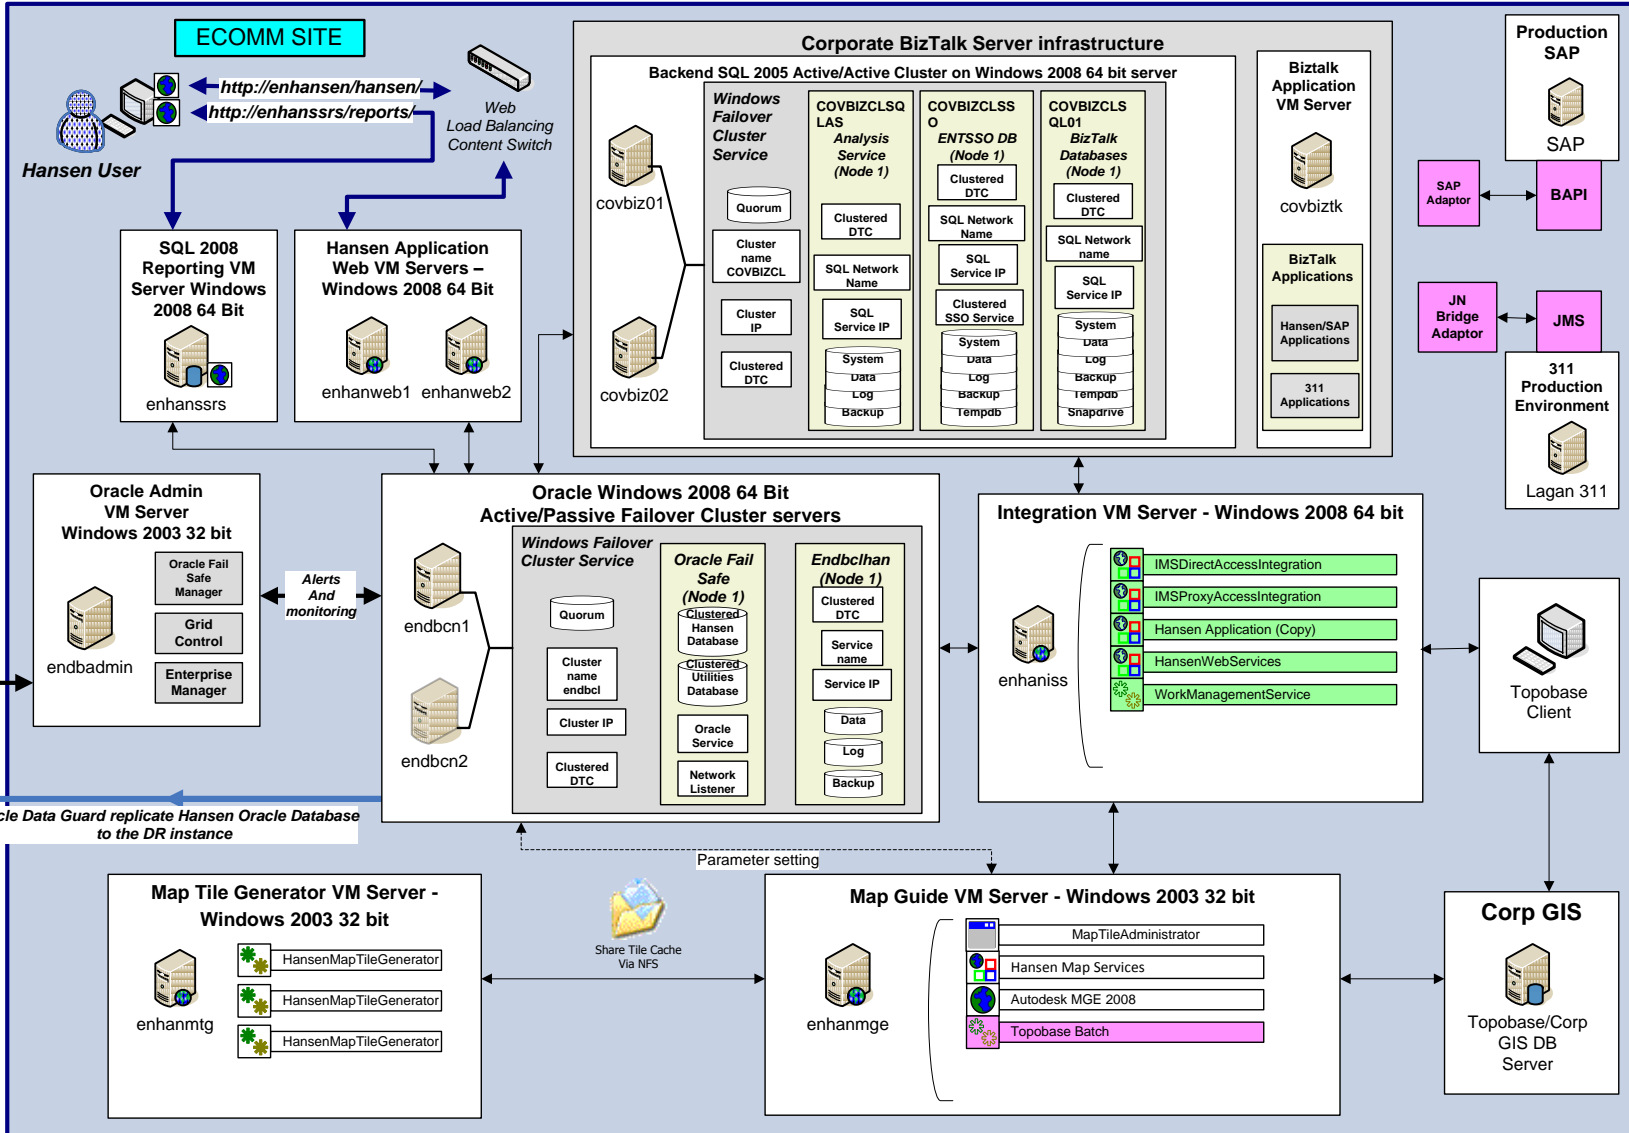 ECOMM SITE
http://enhansen/hansen/
http://enhanssrs/reports/
Hansen User
Web
Load Balancing
Content Switch
SQL 2008
Reporting VM
Server Windows
2008 64 Bit
enhanssrs
Hansen Application
Web VM Servers –
Windows 2008 64 Bit
enhanweb1
enhanweb2
Corporate BizTalk Server infrastructure
Backend SQL 2005 Active/Active Cluster on Windows 2008 64 bit server
covbiz01
covbiz02
Windows
Failover
Cluster
Service
Quorum
Cluster
name
COVBIZCL
Cluster
IP
Clustered
DTC
COVBIZCLSQ
LAS
Analysis
Service
(Node 1)
Clustered
DTC
SQL Network
Name
SQL
Service IP
System
Data
Log
Backup
COVBIZCLSS
O
ENTSSO DB
(Node 1)
Clustered
DTC
SQL Network
Name
SQL
Service IP
Clustered
SSO Service
System
Data
Log
Backup
Tempdb
COVBIZCLS
QL01
BizTalk
Databases
(Node 1)
Clustered
DTC
SQL Network
name
SQL
Service IP
System
Data
Log
Backup
Tempdb
Snapdrive
Biztalk
Application
VM Server
covbiztk
BizTalk
Applications
Hansen/SAP
Applications
311
Applications
Production
SAP
SAP
SAP
Adaptor
BAPI
JN
Bridge
Adaptor
JMS
311
Production
Environment
Lagan 311
Oracle Admin
VM Server
Windows 2003 32 bit
endbadmin
Oracle Fail
Safe
Manager
Grid
Control
Enterprise
Manager
Alerts
And
monitoring
Oracle Windows 2008 64 Bit
Active/Passive Failover Cluster servers
endbcn1
endbcn2
Windows Failover
Cluster Service
Quorum
Cluster
name
endbcl
Cluster IP
Clustered
DTC
Oracle Fail
Safe
(Node 1)
Clustered
Hansen
Database
Clustered
Utilities
Database
Oracle
Service
Network
Listener
Endbclhan
(Node 1)
Clustered
DTC
Service
name
Service IP
Data
Log
Backup
Integration VM Server - Windows 2008 64 bit
enhaniss
IMSDirectAccessIntegration
IMSProxyAccessIntegration
Hansen Application (Copy)
HansenWebServices
WorkManagementService
Topobase
Client
cle Data Guard replicate Hansen Oracle Database
to the DR instance
Parameter setting
Map Tile Generator VM Server -
Windows 2003 32 bit
enhanmtg
HansenMapTileGenerator
HansenMapTileGenerator
HansenMapTileGenerator
Share Tile Cache
Via NFS
Map Guide VM Server - Windows 2003 32 bit
enhanmge
MapTileAdministrator
Hansen Map Services
Autodesk MGE 2008
Topobase Batch
Corp GIS
Topobase/Corp
GIS DB
Server